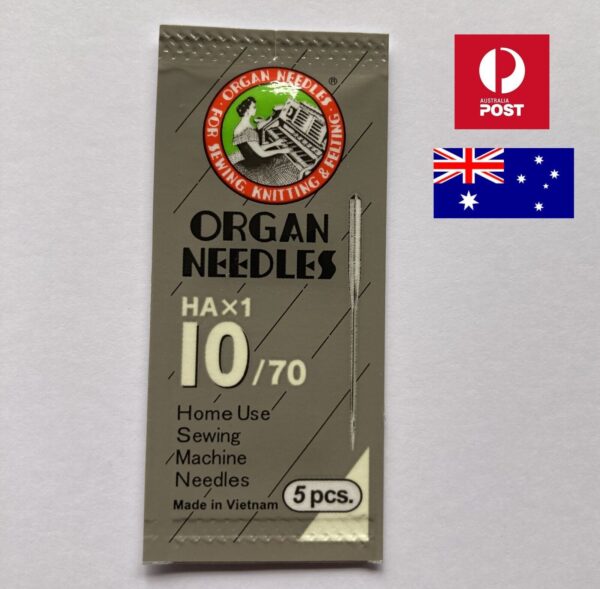 ORGAN NEEDLES ®
FOR SEWING, KNITTING & FELTING
ORGAN
NEEDLES
HA×1
10/70
Home Use
Sewing
Machine
Needles
Made in Vietnam
5 pcs.
AUSTRALIA
POST